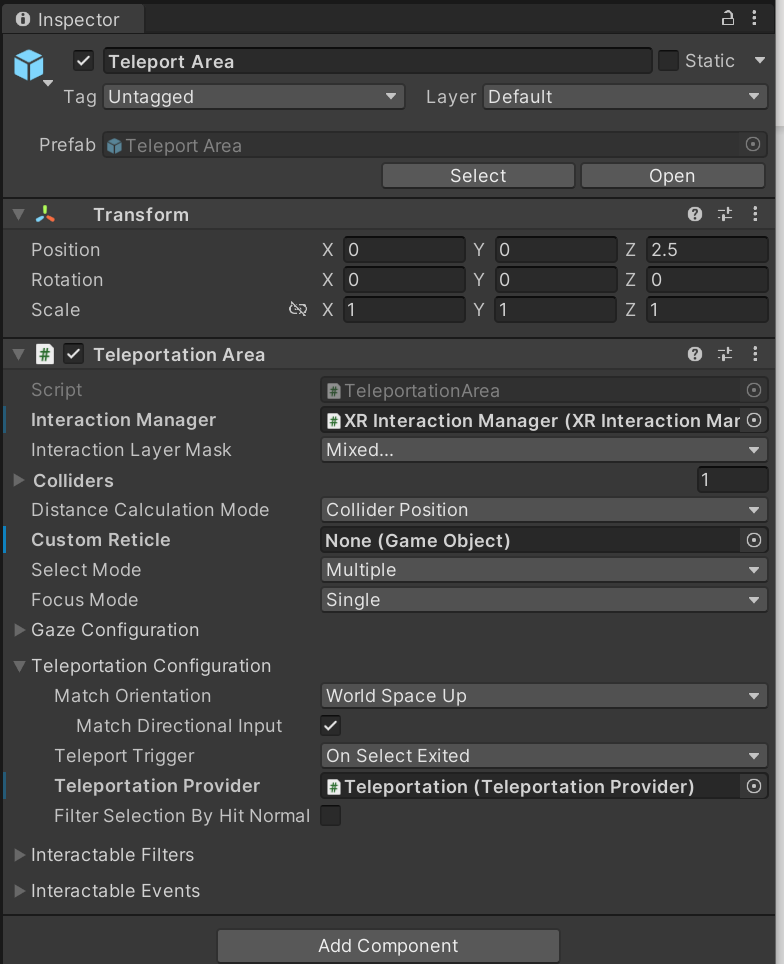 Inspector
Teleport Area
Static
Tag Untagged Layer Default
Prefab Teleport Area
Select Open
Transform
Position X 0 Y 0 Z 2.5
Rotation X 0 Y 0 Z 0
Scale X 1 Y 1 Z 1
# Teleportation Area
Script # TeleportationArea
Interaction Manager # XR Interaction Manager (XR Interaction Mar
Interaction Layer Mask Mixed...
Colliders 1
Distance Calculation Mode Collider Position
Custom Reticle None (Game Object)
Select Mode Multiple
Focus Mode Single
Gaze Configuration
Teleportation Configuration
Match Orientation World Space Up
Match Directional Input
Teleport Trigger On Select Exited
Teleportation Provider # Teleportation (Teleportation Provider)
Filter Selection By Hit Normal
Interactable Filters
Interactable Events
Add Component